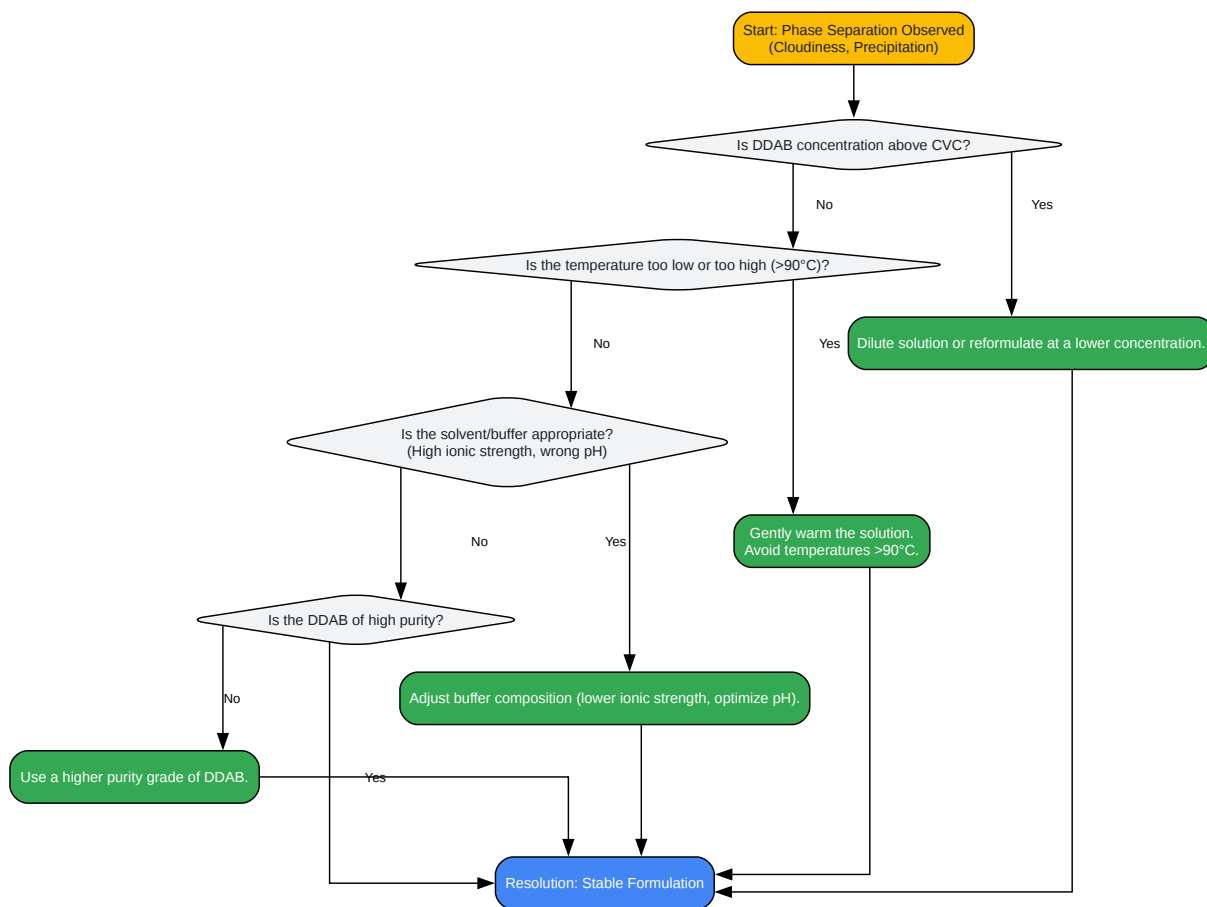 Start: Phase Separation Observed
(Cloudiness, Precipitation)
Is DDAB concentration above CVC?
No
Yes
Is the temperature too low or too high (>90°C)?
No
Yes
Dilute solution or reformulate at a lower concentration.
Is the solvent/buffer appropriate?
(High ionic strength, wrong pH)
No
Yes
Gently warm the solution.
Avoid temperatures >90°C.
Is the DDAB of high purity?
No
Adjust buffer composition (lower ionic strength, optimize pH).
Use a higher purity grade of DDAB.
Yes
Resolution: Stable Formulation